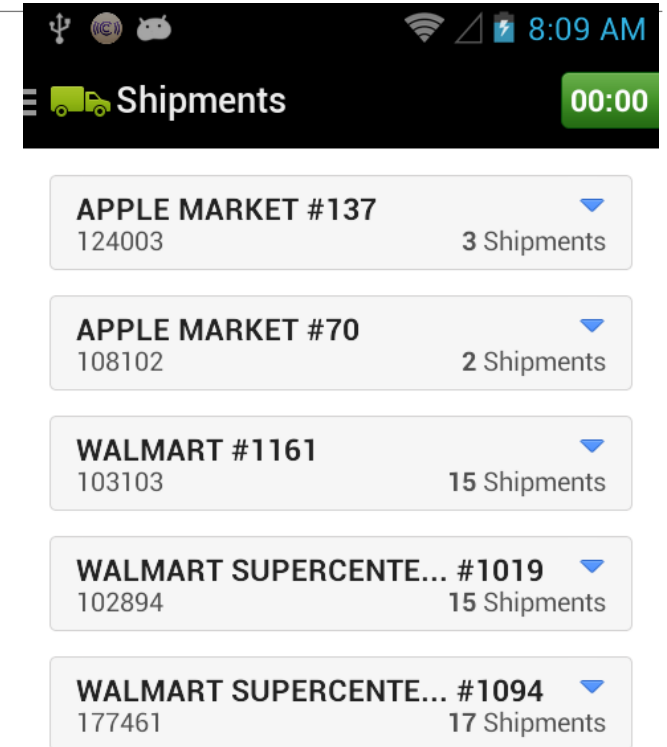 8:09 AM
Shipments 00:00
APPLE MARKET #137
124003 3 Shipments
APPLE MARKET #70
108102 2 Shipments
WALMART #1161
103103 15 Shipments
WALMART SUPERCENTE... #1019
102894 15 Shipments
WALMART SUPERCENTE... #1094
177461 17 Shipments